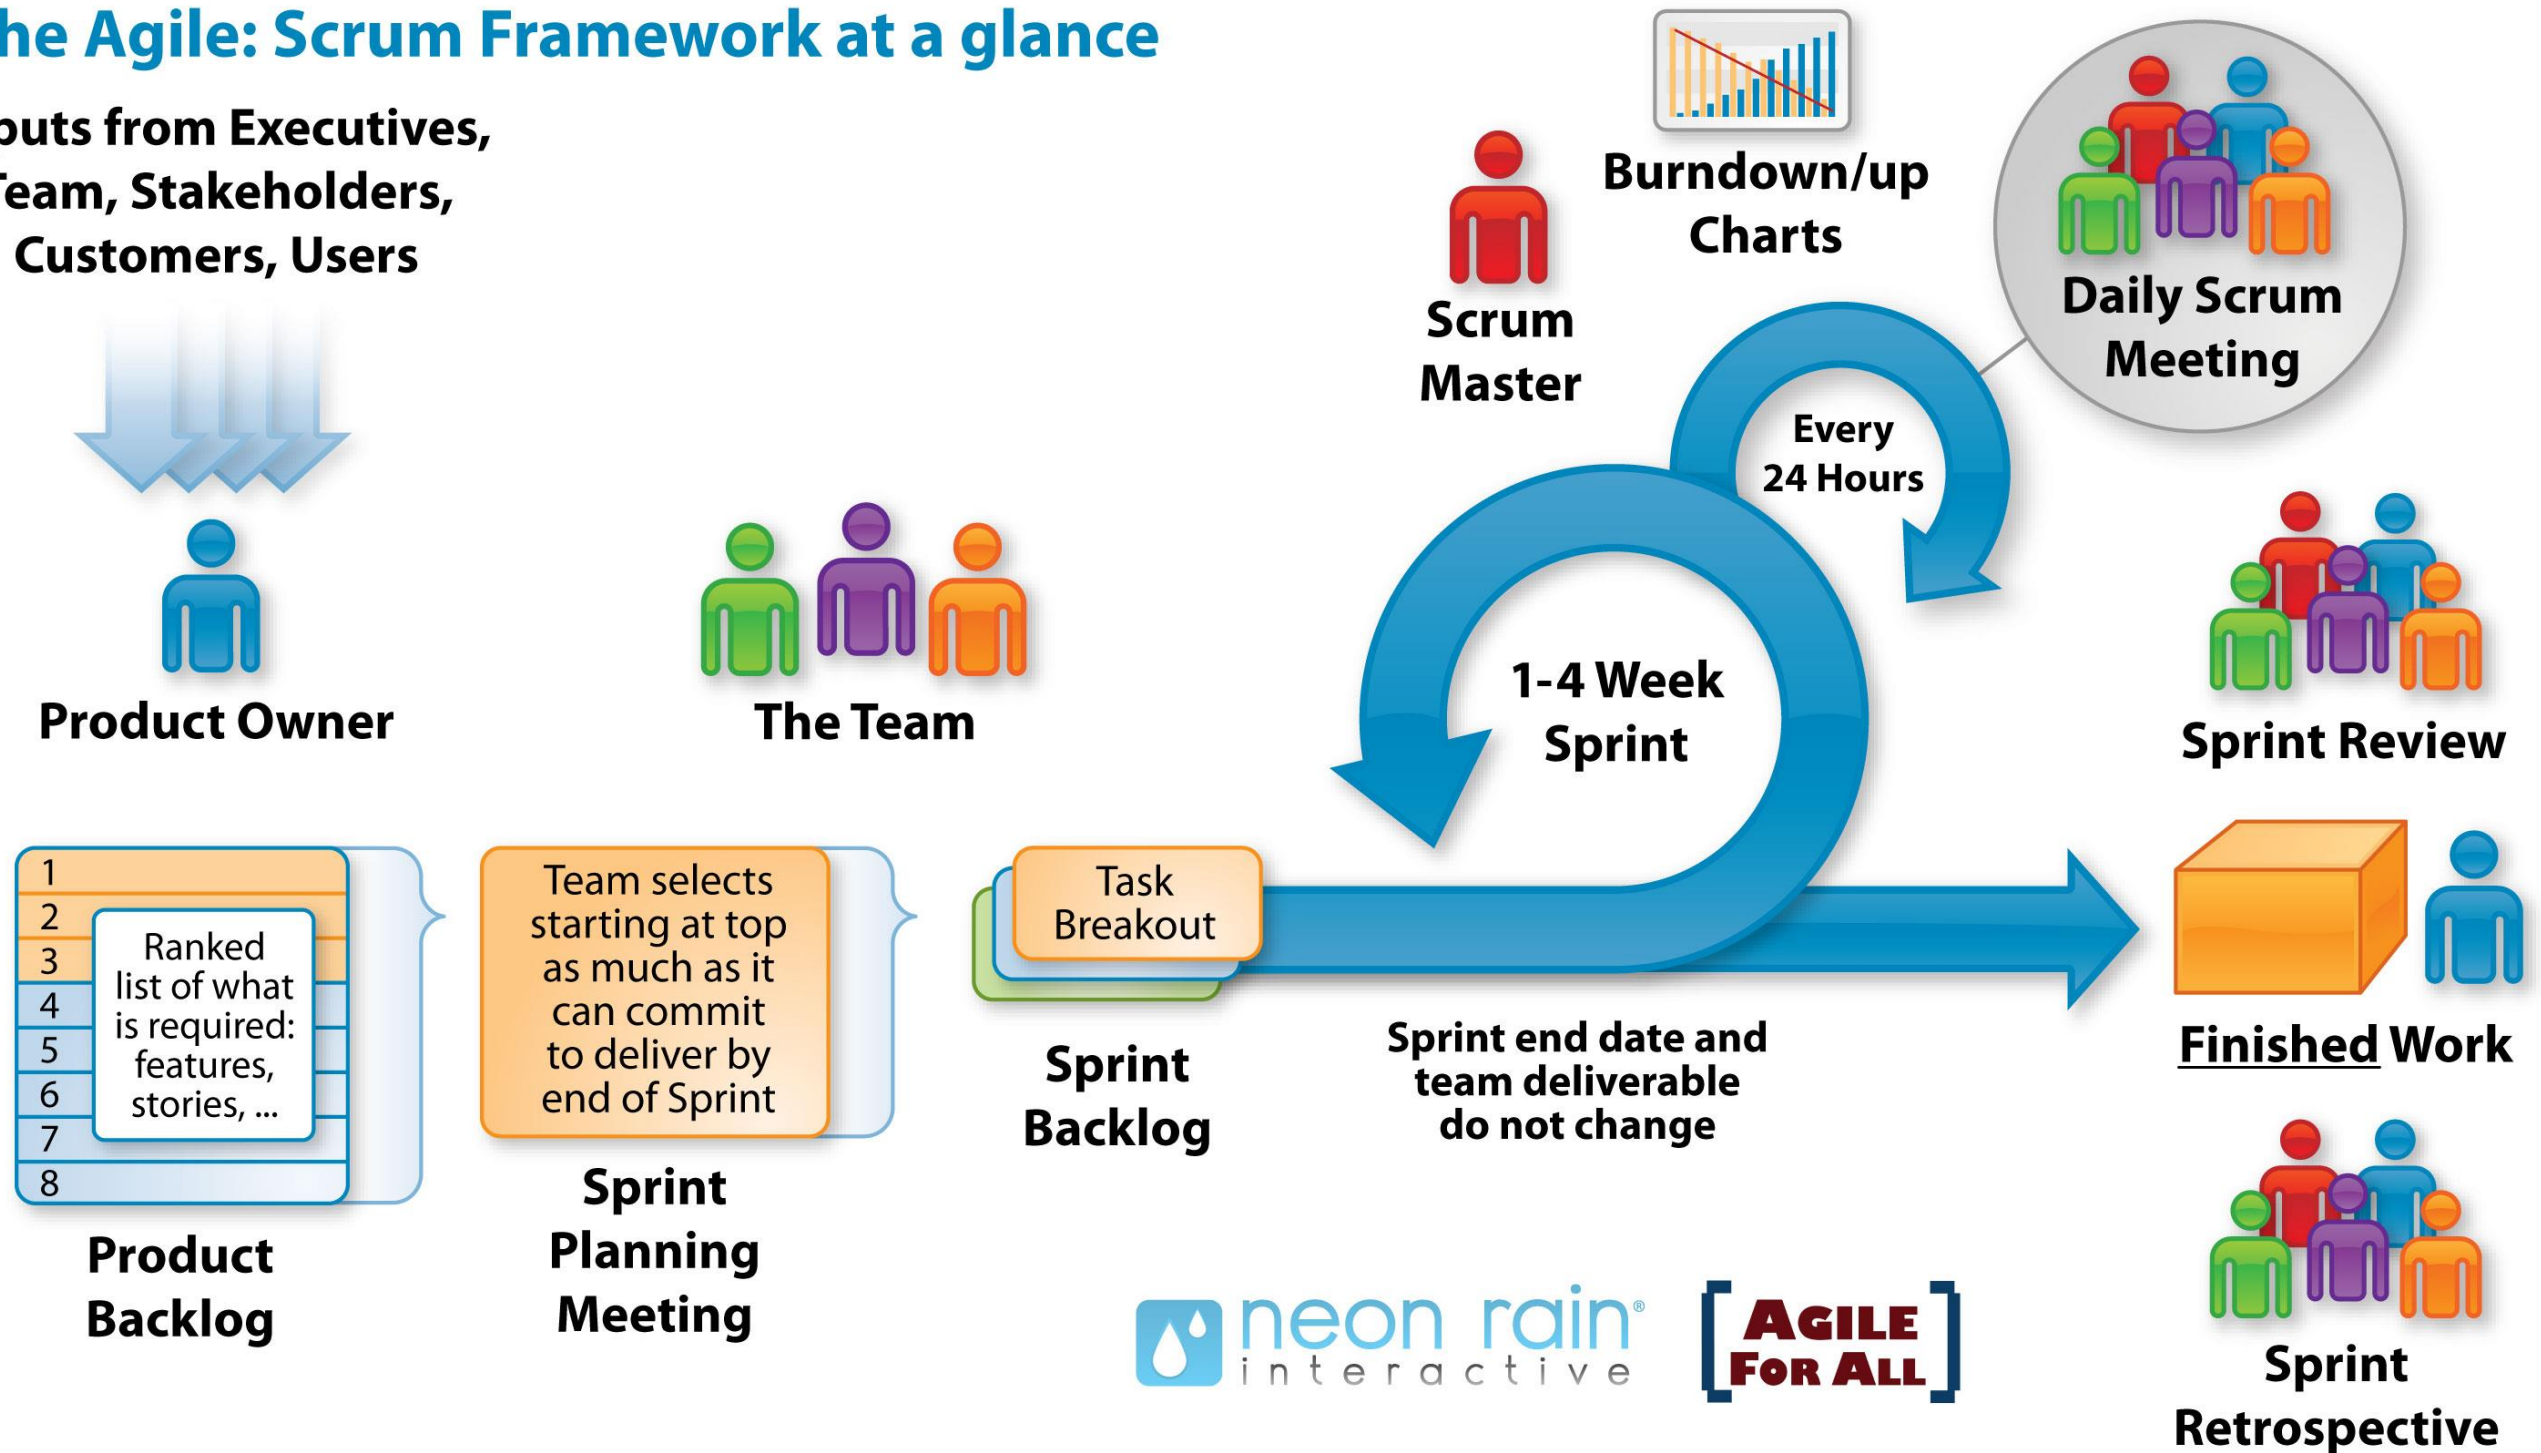 he Agile: Scrum Framework at a glance
puts from Executives,
Team, Stakeholders,
Customers, Users
Product Owner
The Team
Scrum
Master
Burndown/up
Charts
Daily Scrum
Meeting
Every
24 Hours
1-4 Week
Sprint
Sprint Review
1
2
3
4
5
6
7
8
Ranked
list of what
is required:
features,
stories, ...
Product
Backlog
Team selects
starting at top
as much as it
can commit
to deliver by
end of Sprint
Sprint
Planning
Meeting
Task
Breakout
Sprint
Backlog
Sprint end date and
team deliverable
do not change
Finished Work
Sprint
Retrospective
neon rain®
interactive
AGILE
FOR ALL